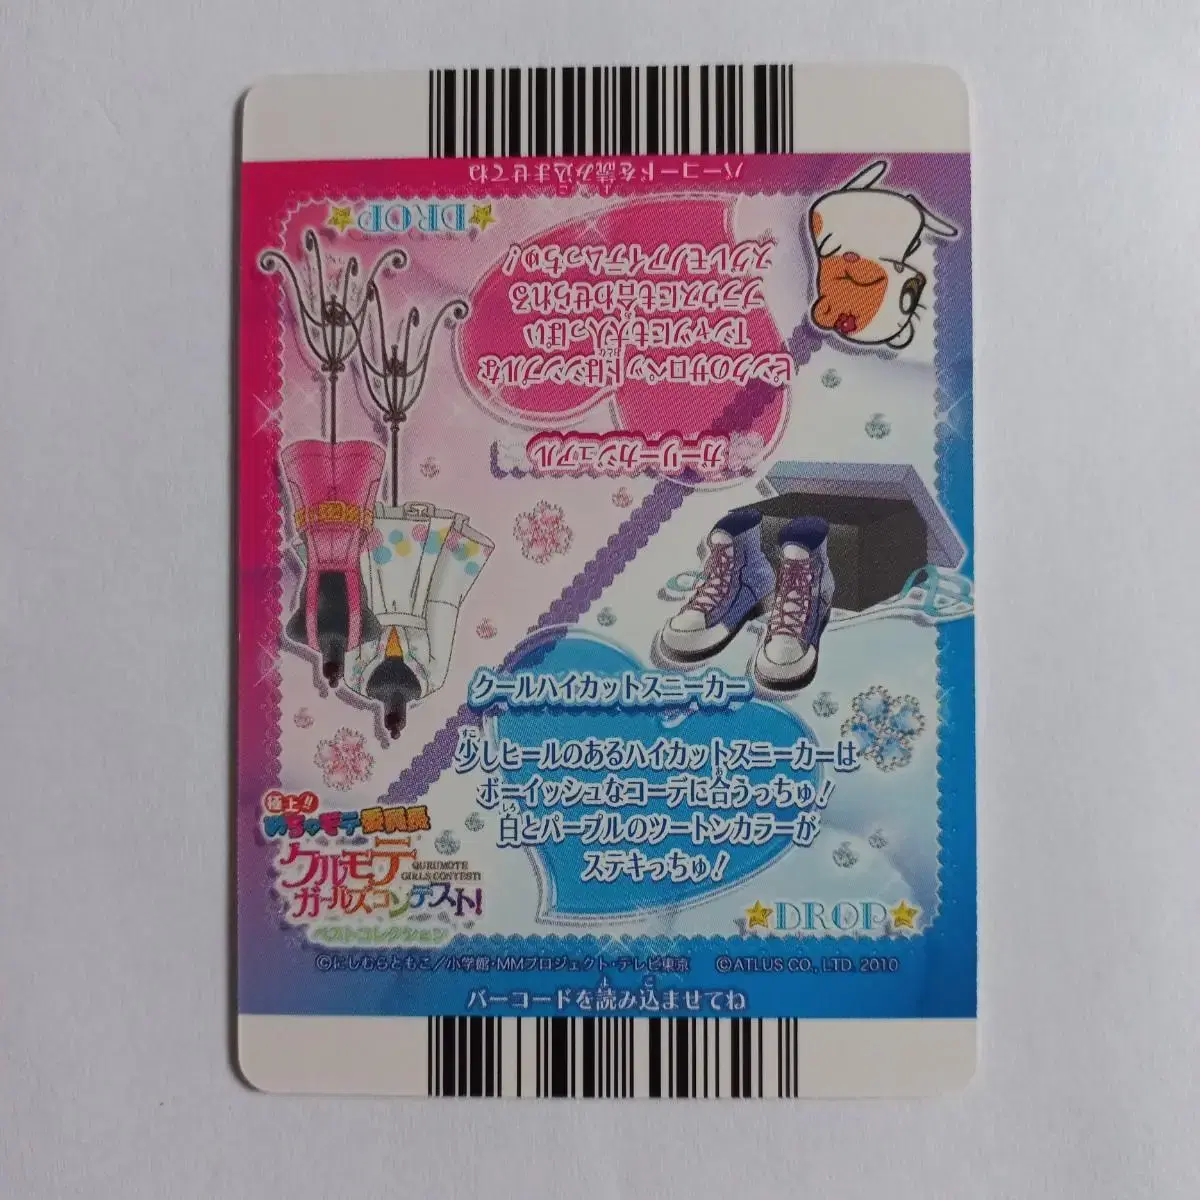 バーコードを読み込ませてね
DROP
ガーリーカジュアル
ピンクのサロペットはシンプルな
Tシャツにも大人っぽい
ブラウスにも合わせられる
スグレモノアイテムっちゅ!
クールハイカットスニーカー
少しヒールのあるハイカットスニーカーは
ボーイッシュなコーデに合うっちゅ!
白とパープルのツートンカラーが
ステキっちゅ!
DROP
極上!!
めちゃモテ委員長
クルモテ
QURUMOTE
GIRLS CONTEST!
ガールズコンテスト!
ベストコレクション
©にしむらともこ/小学館・MMプロジェクト・テレビ東京 ©ATLUS CO., LTD. 2010
バーコードを読み込ませてね